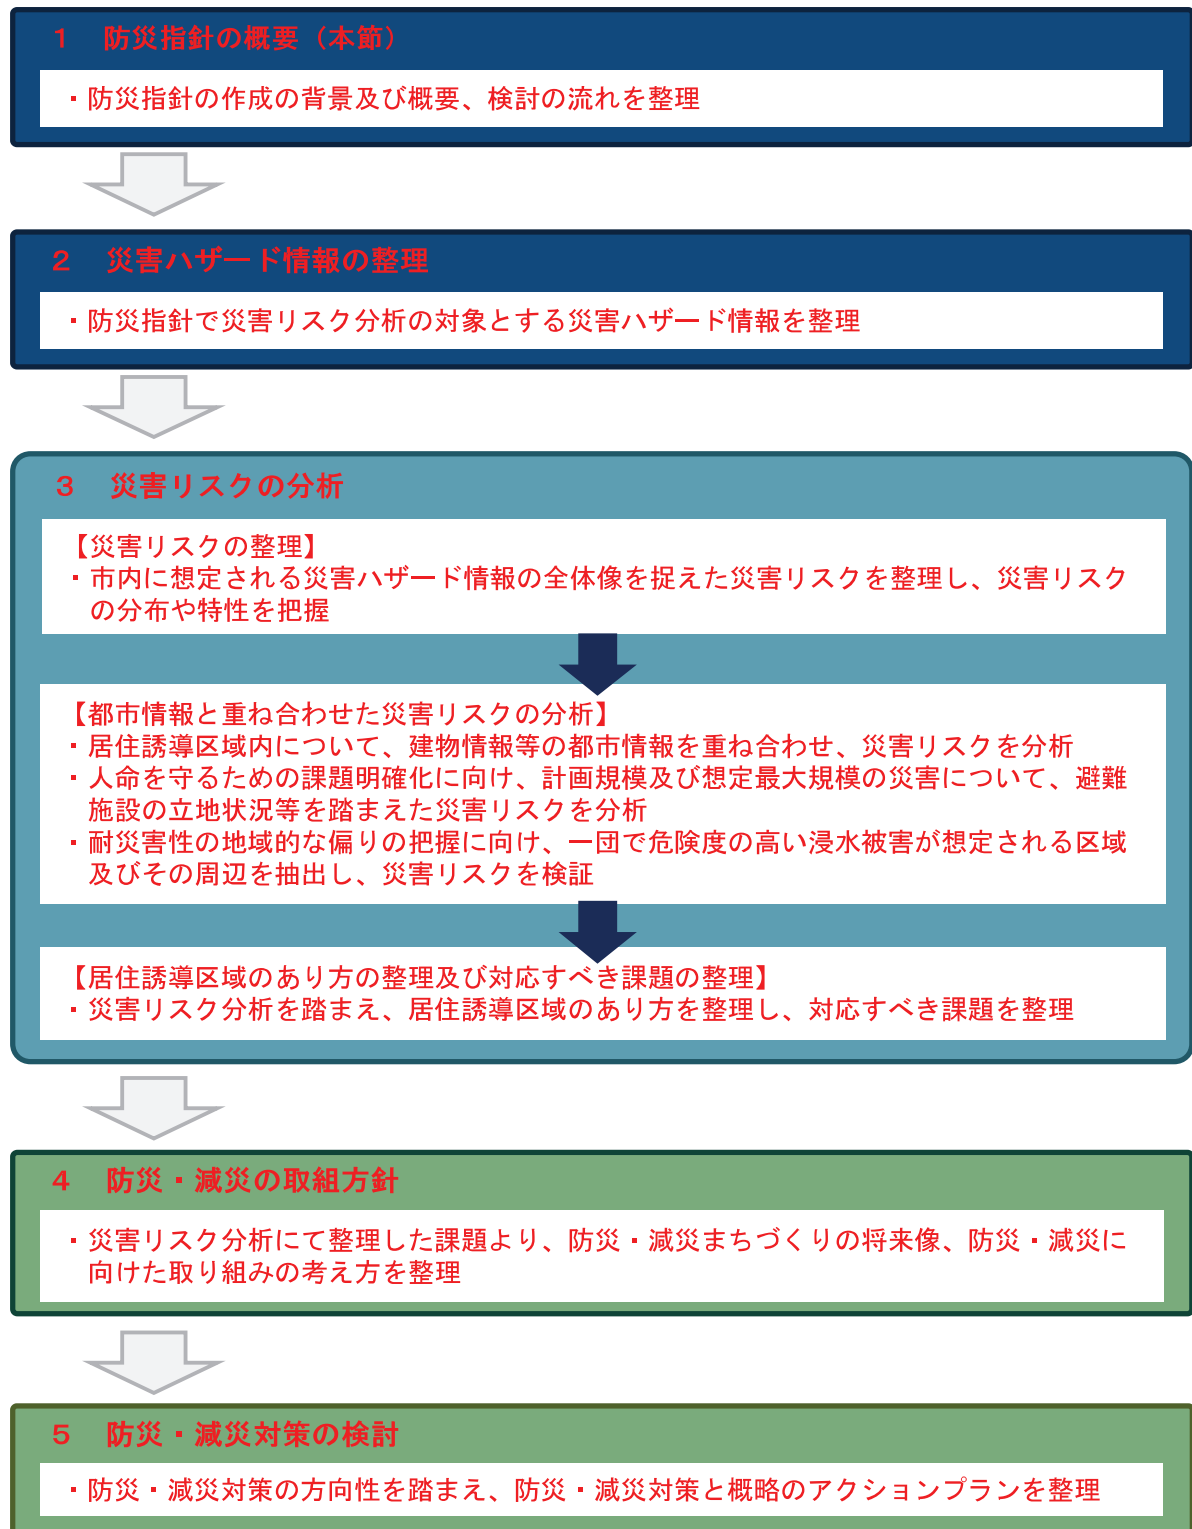 １　防災指針の概要（本節）
・防災指針の作成の背景及び概要、検討の流れを整理
２　災害ハザード情報の整理
・防災指針で災害リスク分析の対象とする災害ハザード情報を整理
３　災害リスクの分析
【災害リスクの整理】
・市内に想定される災害ハザード情報の全体像を捉えた災害リスクを整理し、災害リスク
の分布や特性を把握
【都市情報と重ね合わせた災害リスクの分析】
・居住誘導区域内について、建物情報等の都市情報を重ね合わせ、災害リスクを分析
・人命を守るための課題明確化に向け、計画規模及び想定最大規模の災害について、避難
施設の立地状況等を踏まえた災害リスクを分析
・耐災害性の地域的な偏りの把握に向け、一団で危険度の高い浸水被害が想定される区域
及びその周辺を抽出し、災害リスクを検証
【居住誘導区域のあり方の整理及び対応すべき課題の整理】
・災害リスク分析を踏まえ、居住誘導区域のあり方を整理し、対応すべき課題を整理
４　防災・減災の取組方針
・災害リスク分析にて整理した課題より、防災・減災まちづくりの将来像、防災・減災に
向けた取り組みの考え方を整理
５　防災・減災対策の検討
・防災・減災対策の方向性を踏まえ、防災・減災対策と概略のアクションプランを整理